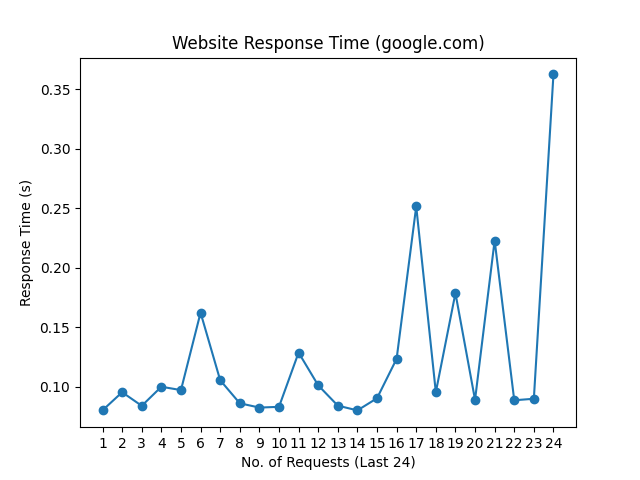 Website Response Time (google.com)
0.35
0.30
0.25
0.20
0.15
0.10
Response Time (s)
1 2 3 4 5 6 7 8 9 10 11 12 13 14 15 16 17 18 19 20 21 22 23 24
No. of Requests (Last 24)